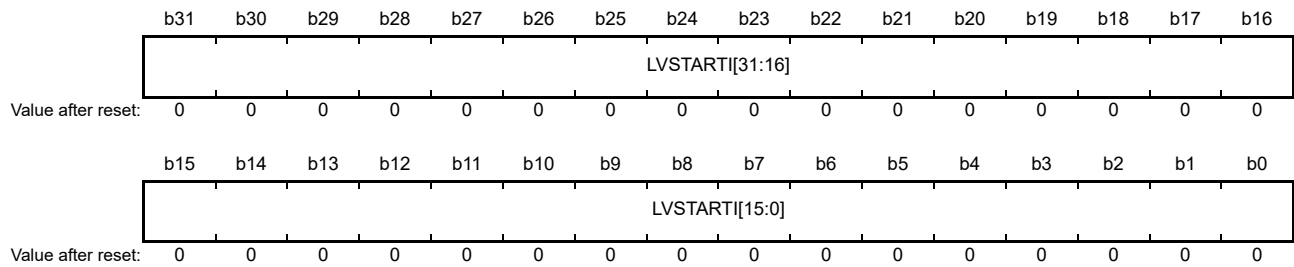 b31 b30 b29 b28 b27 b26 b25 b24 b23 b22 b21 b20 b19 b18 b17 b16
LVSTARTI[31:16]
Value after reset: 0 0 0 0 0 0 0 0 0 0 0 0 0 0 0 0
b15 b14 b13 b12 b11 b10 b9 b8 b7 b6 b5 b4 b3 b2 b1 b0
LVSTARTI[15:0]
Value after reset: 0 0 0 0 0 0 0 0 0 0 0 0 0 0 0 0